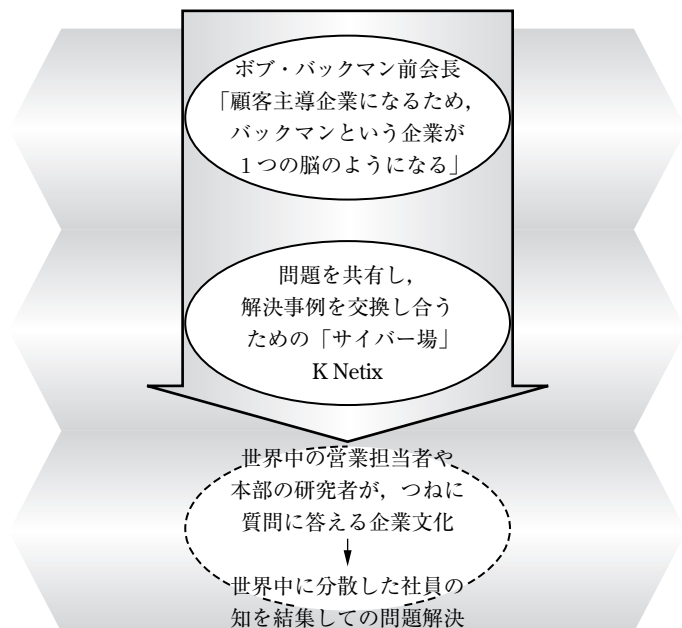 ボブ・バックマン前会長
「顧客主導企業になるため，
バックマンという企業が
１つの脳のようになる」
問題を共有し，
解決事例を交換し合う
ための「サイバー場」
K Netix
世界中の営業担当者や
本部の研究者が，つねに
質問に答える企業文化
世界中に分散した社員の
知を結集しての問題解決